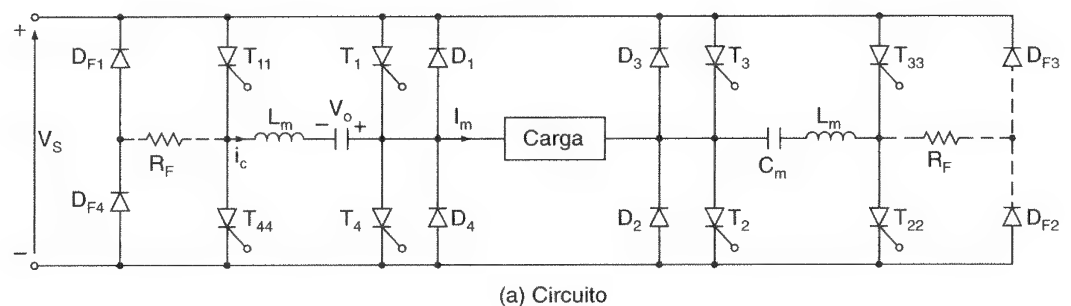 +
D_F1
T_11
T_1
D_1
D_3
T_3
T_33
D_F3
V_S
R_F
i_c
L_m
− V_o +
I_m
Carga
C_m
L_m
R_F
D_F4
T_44
T_4
D_4
D_2
T_2
T_22
D_F2
−
(a) Circuito